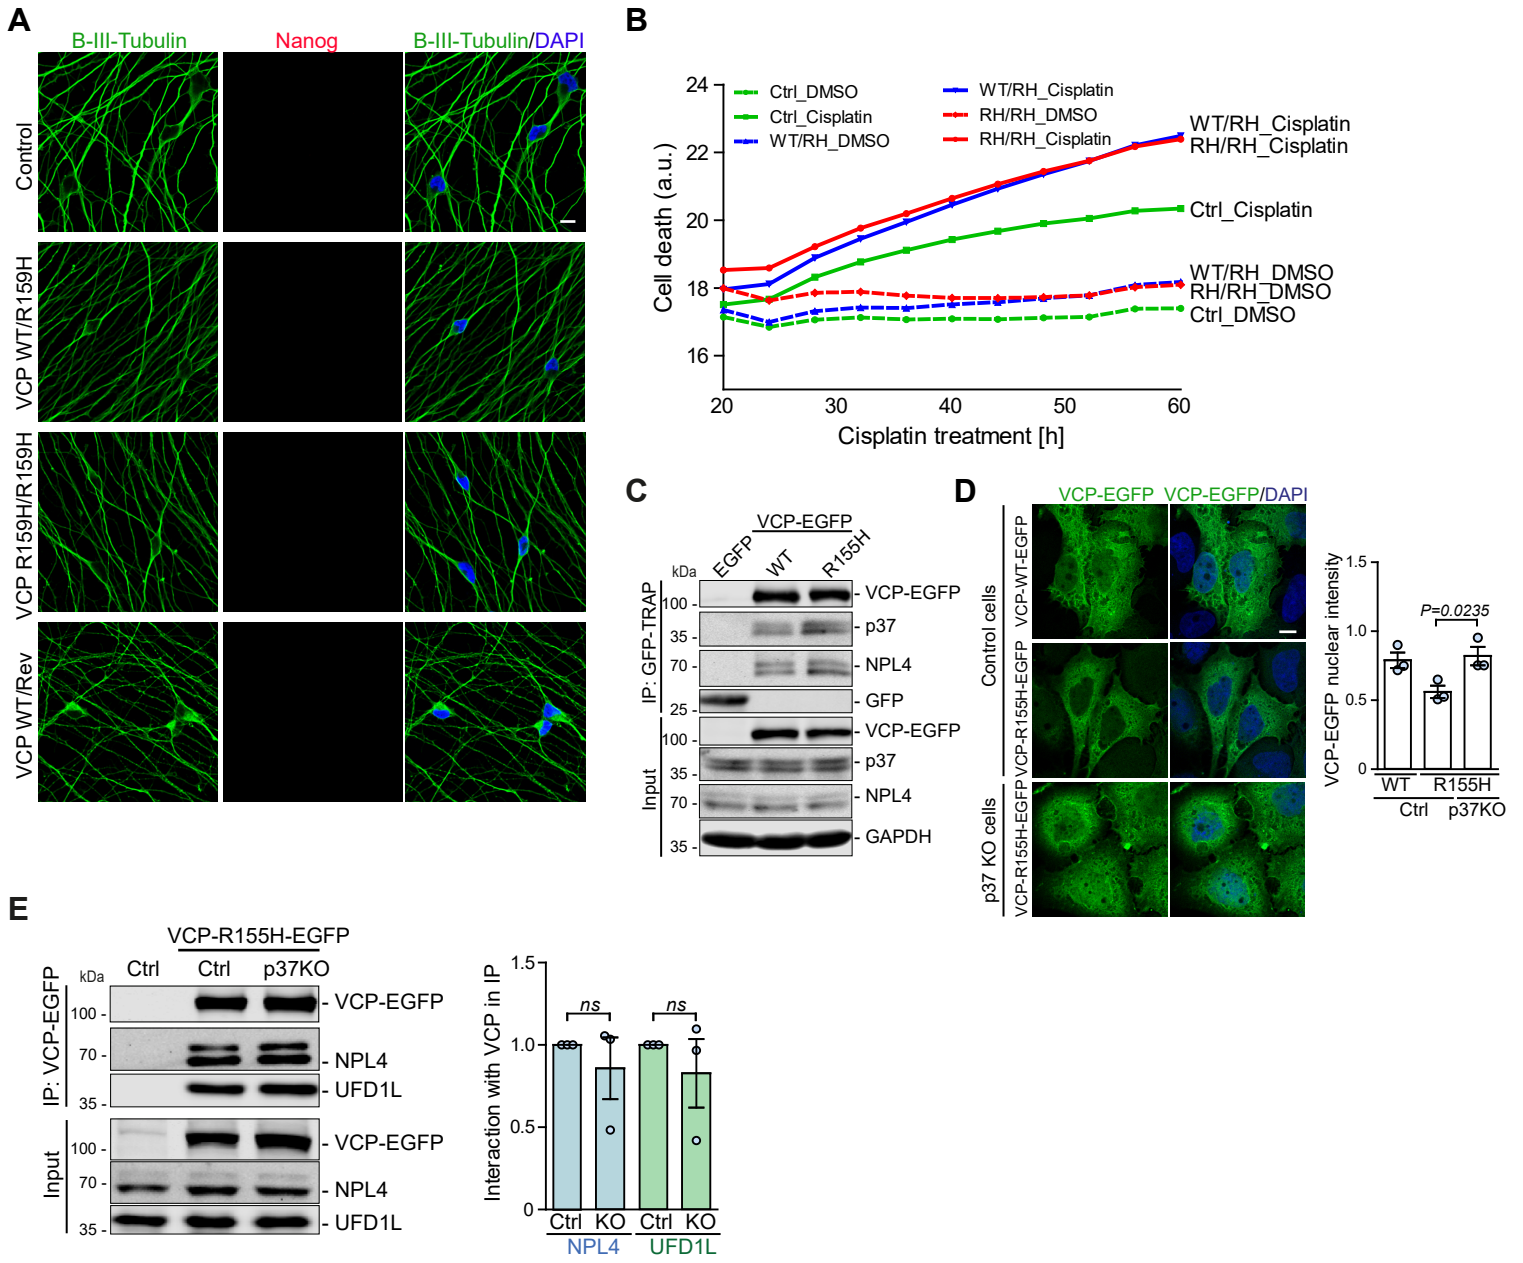 A
B-III-Tubulin
Nanog
B-III-Tubulin/DAPI
Control
VCP WT/R159H
VCP R159H/R159H
VCP WT/Rev
B
Ctrl_DMSO
Ctrl_Cisplatin
WT/RH_DMSO
WT/RH_Cisplatin
RH/RH_DMSO
RH/RH_Cisplatin
24
22
20
18
16
Cell death (a.u.)
20
30
40
50
60
Cisplatin treatment [h]
WT/RH_Cisplatin
RH/RH_Cisplatin
Ctrl_Cisplatin
WT/RH_DMSO
RH/RH_DMSO
Ctrl_DMSO
C
VCP-EGFP
kDa
EGFP
WT
R155H
IP: GFP-TRAP
100 -
- VCP-EGFP
35 -
- p37
70 -
- NPL4
25 -
- GFP
Input
100 -
- VCP-EGFP
35 -
- p37
70 -
- NPL4
35 -
- GAPDH
D
VCP-EGFP
VCP-EGFP/DAPI
Control cells
VCP-WT-EGFP
VCP-R155H-EGFP
p37 KO cells
VCP-R155H-EGFP
VCP-EGFP nuclear intensity
1.5
1.0
0.5
0
P=0.0235
WT
R155H
Ctrl
p37KO
E
VCP-R155H-EGFP
kDa
Ctrl
Ctrl
p37KO
IP: VCP-EGFP
100 -
- VCP-EGFP
70 -
- NPL4
35 -
- UFD1L
Input
100 -
- VCP-EGFP
70 -
- NPL4
35 -
- UFD1L
Interaction with VCP in IP
1.5
1.0
0.5
0
ns
ns
Ctrl
KO
Ctrl
KO
NPL4
UFD1L